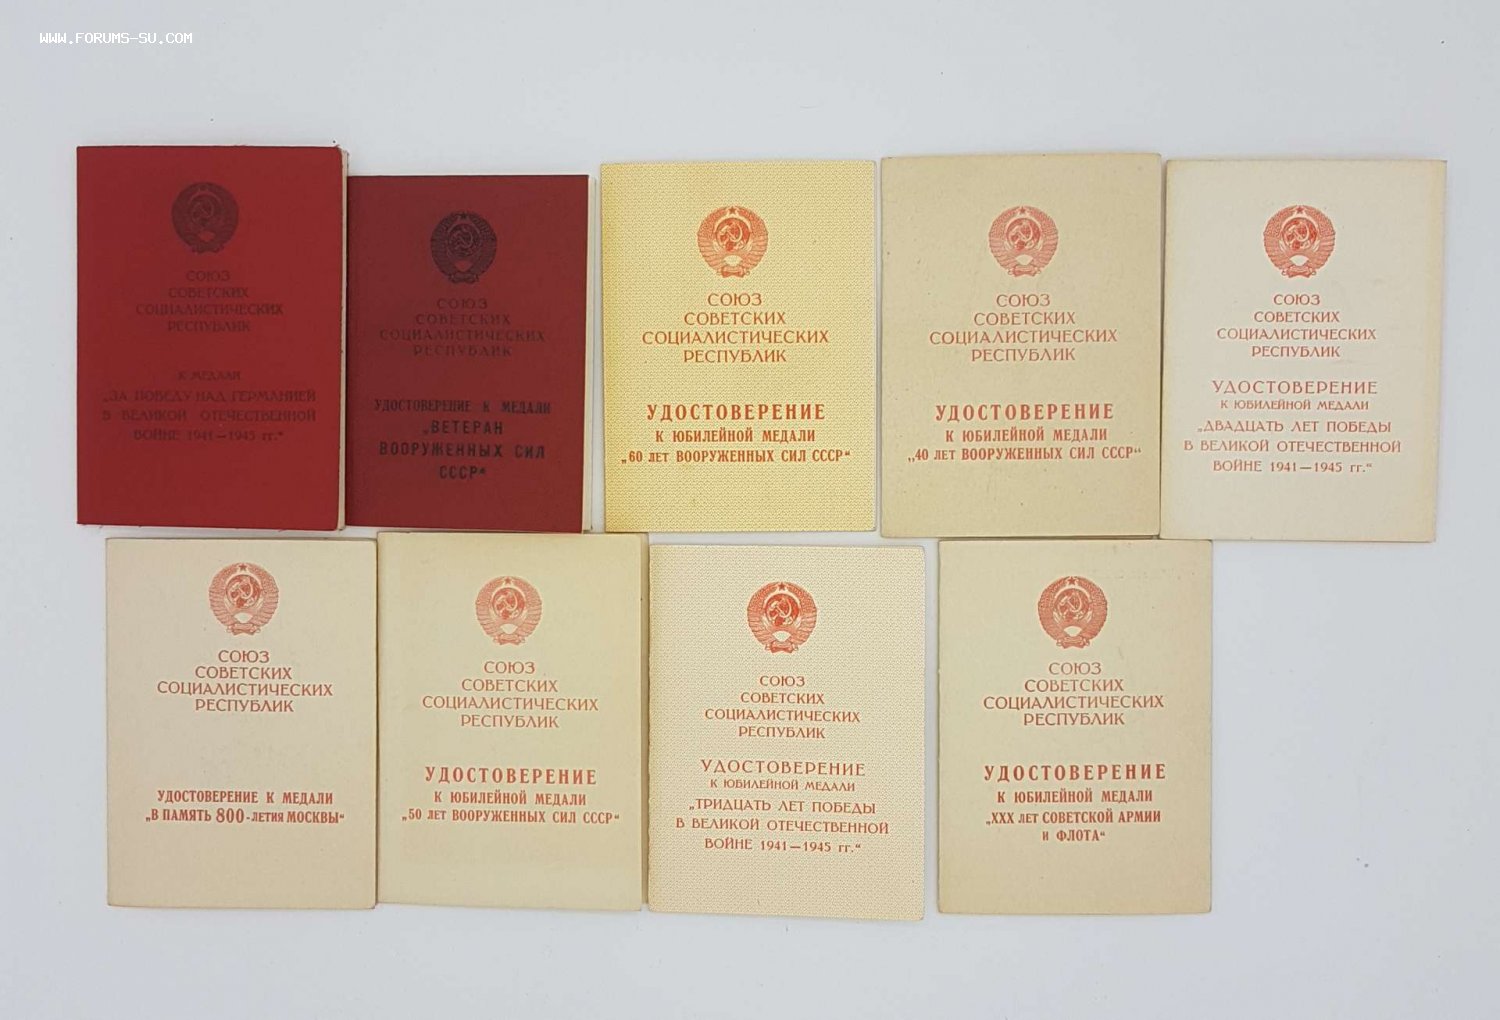 WWW.FORUMS-SU.COM
СОЮЗ
СОВЕТСКИХ
СОЦИАЛИСТИЧЕСКИХ
РЕСПУБЛИК
К МЕДАЛИ
„ЗА ПОБЕДУ НАД ГЕРМАНИЕЙ
В ВЕЛИКОЙ ОТЕЧЕСТВЕННОЙ
ВОЙНЕ 1941—1945 гг.“
СОЮЗ
СОВЕТСКИХ
СОЦИАЛИСТИЧЕСКИХ
РЕСПУБЛИК
УДОСТОВЕРЕНИЕ К МЕДАЛИ
„ВЕТЕРАН
ВООРУЖЕННЫХ СИЛ
СССР“
СОЮЗ
СОВЕТСКИХ
СОЦИАЛИСТИЧЕСКИХ
РЕСПУБЛИК
УДОСТОВЕРЕНИЕ
К ЮБИЛЕЙНОЙ МЕДАЛИ
„60 ЛЕТ ВООРУЖЕННЫХ СИЛ СССР“
СОЮЗ
СОВЕТСКИХ
СОЦИАЛИСТИЧЕСКИХ
РЕСПУБЛИК
УДОСТОВЕРЕНИЕ
К ЮБИЛЕЙНОЙ МЕДАЛИ
„40 ЛЕТ ВООРУЖЕННЫХ СИЛ СССР“
СОЮЗ
СОВЕТСКИХ
СОЦИАЛИСТИЧЕСКИХ
РЕСПУБЛИК
УДОСТОВЕРЕНИЕ
К ЮБИЛЕЙНОЙ МЕДАЛИ
„ДВАДЦАТЬ ЛЕТ ПОБЕДЫ
В ВЕЛИКОЙ ОТЕЧЕСТВЕННОЙ
ВОЙНЕ 1941—1945 гг.“
СОЮЗ
СОВЕТСКИХ
СОЦИАЛИСТИЧЕСКИХ
РЕСПУБЛИК
УДОСТОВЕРЕНИЕ К МЕДАЛИ
„В ПАМЯТЬ 800-ЛЕТИЯ МОСКВЫ“
СОЮЗ
СОВЕТСКИХ
СОЦИАЛИСТИЧЕСКИХ
РЕСПУБЛИК
УДОСТОВЕРЕНИЕ
К ЮБИЛЕЙНОЙ МЕДАЛИ
„50 ЛЕТ ВООРУЖЕННЫХ СИЛ СССР“
СОЮЗ
СОВЕТСКИХ
СОЦИАЛИСТИЧЕСКИХ
РЕСПУБЛИК
УДОСТОВЕРЕНИЕ
К ЮБИЛЕЙНОЙ МЕДАЛИ
„ТРИДЦАТЬ ЛЕТ ПОБЕДЫ
В ВЕЛИКОЙ ОТЕЧЕСТВЕННОЙ
ВОЙНЕ 1941—1945 гг.“
СОЮЗ
СОВЕТСКИХ
СОЦИАЛИСТИЧЕСКИХ
РЕСПУБЛИК
УДОСТОВЕРЕНИЕ
К ЮБИЛЕЙНОЙ МЕДАЛИ
„XXX ЛЕТ СОВЕТСКОЙ АРМИИ
И ФЛОТА“